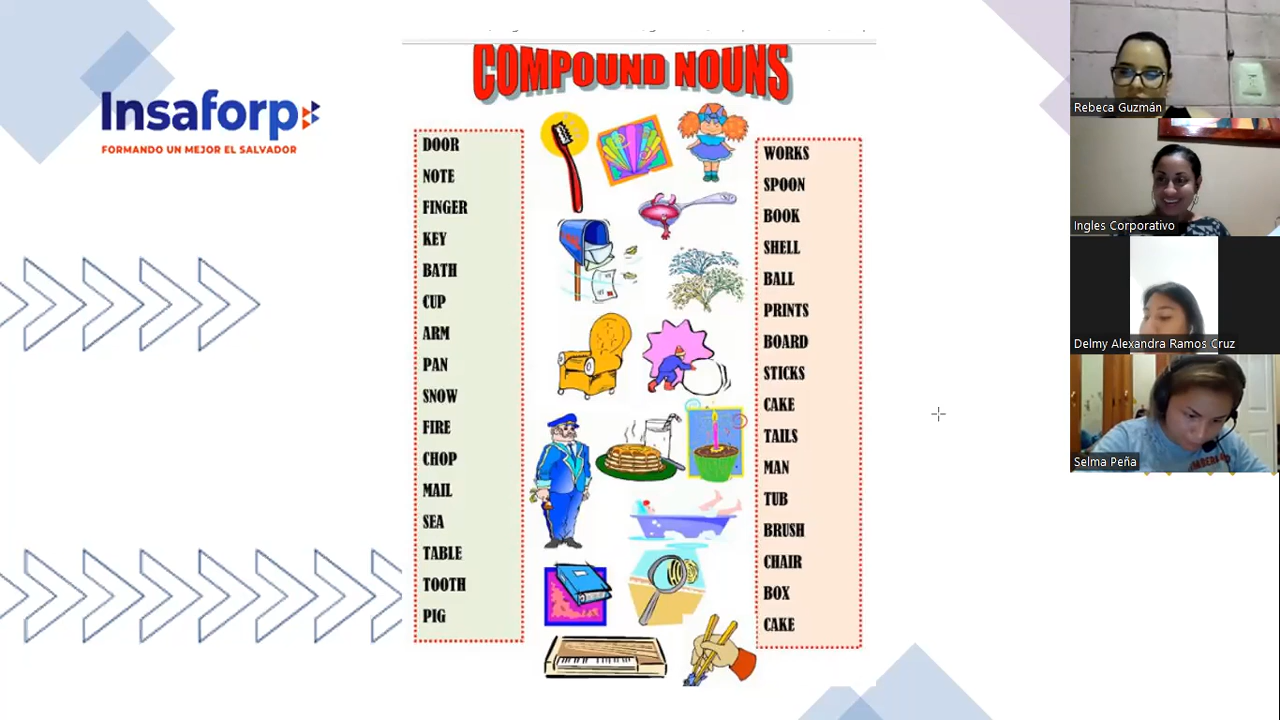 COMPOUND NOUNS
Insaforp
FORMANDO UN MEJOR EL SALVADOR
DOOR
NOTE
FINGER
KEY
BATH
CUP
ARM
PAN
SNOW
FIRE
CHOP
MAIL
SEA
TABLE
TOOTH
PIG
WORKS
SPOON
BOOK
SHELL
BALL
PRINTS
BOARD
STICKS
CAKE
TAILS
MAN
TUB
BRUSH
CHAIR
BOX
CAKE
Rebeca Guzmán
Ingles Corporativo
Delmy Alexandra Ramos Cruz
Selma Peña